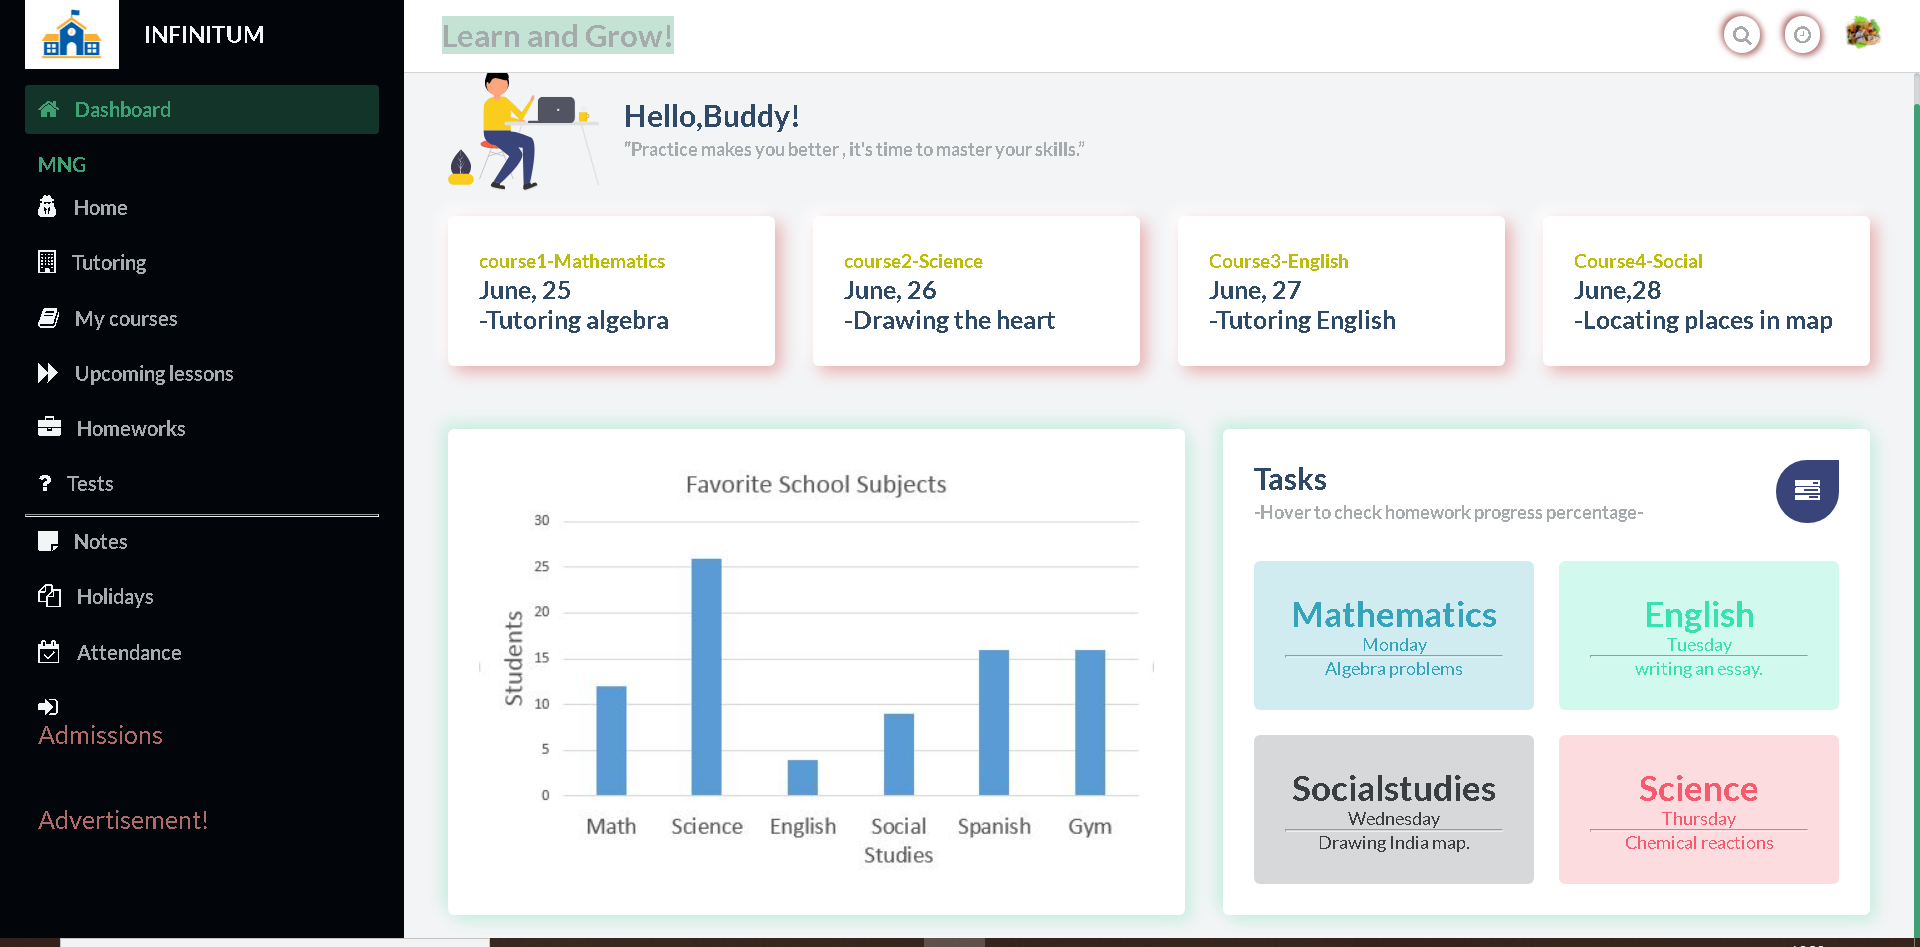 INFINITUM
Dashboard
MNG
Home
Tutoring
My courses
Upcoming lessons
Homeworks
Tests
Notes
Holidays
Attendance
Admissions
Advertisement!
Learn and Grow!
Hello,Buddy!
"Practice makes you better , it's time to master your skills."
course1-Mathematics
June, 25
-Tutoring algebra
course2-Science
June, 26
-Drawing the heart
Course3-English
June, 27
-Tutoring English
Course4-Social
June,28
-Locating places in map
Favorite School Subjects
Students
30
25
20
15
10
5
0
Math
Science
English
Social
Studies
Spanish
Gym
Tasks
-Hover to check homework progress percentage-
Mathematics
Monday
Algebra problems
English
Tuesday
writing an essay.
Socialstudies
Wednesday
Drawing India map.
Science
Thursday
Chemical reactions